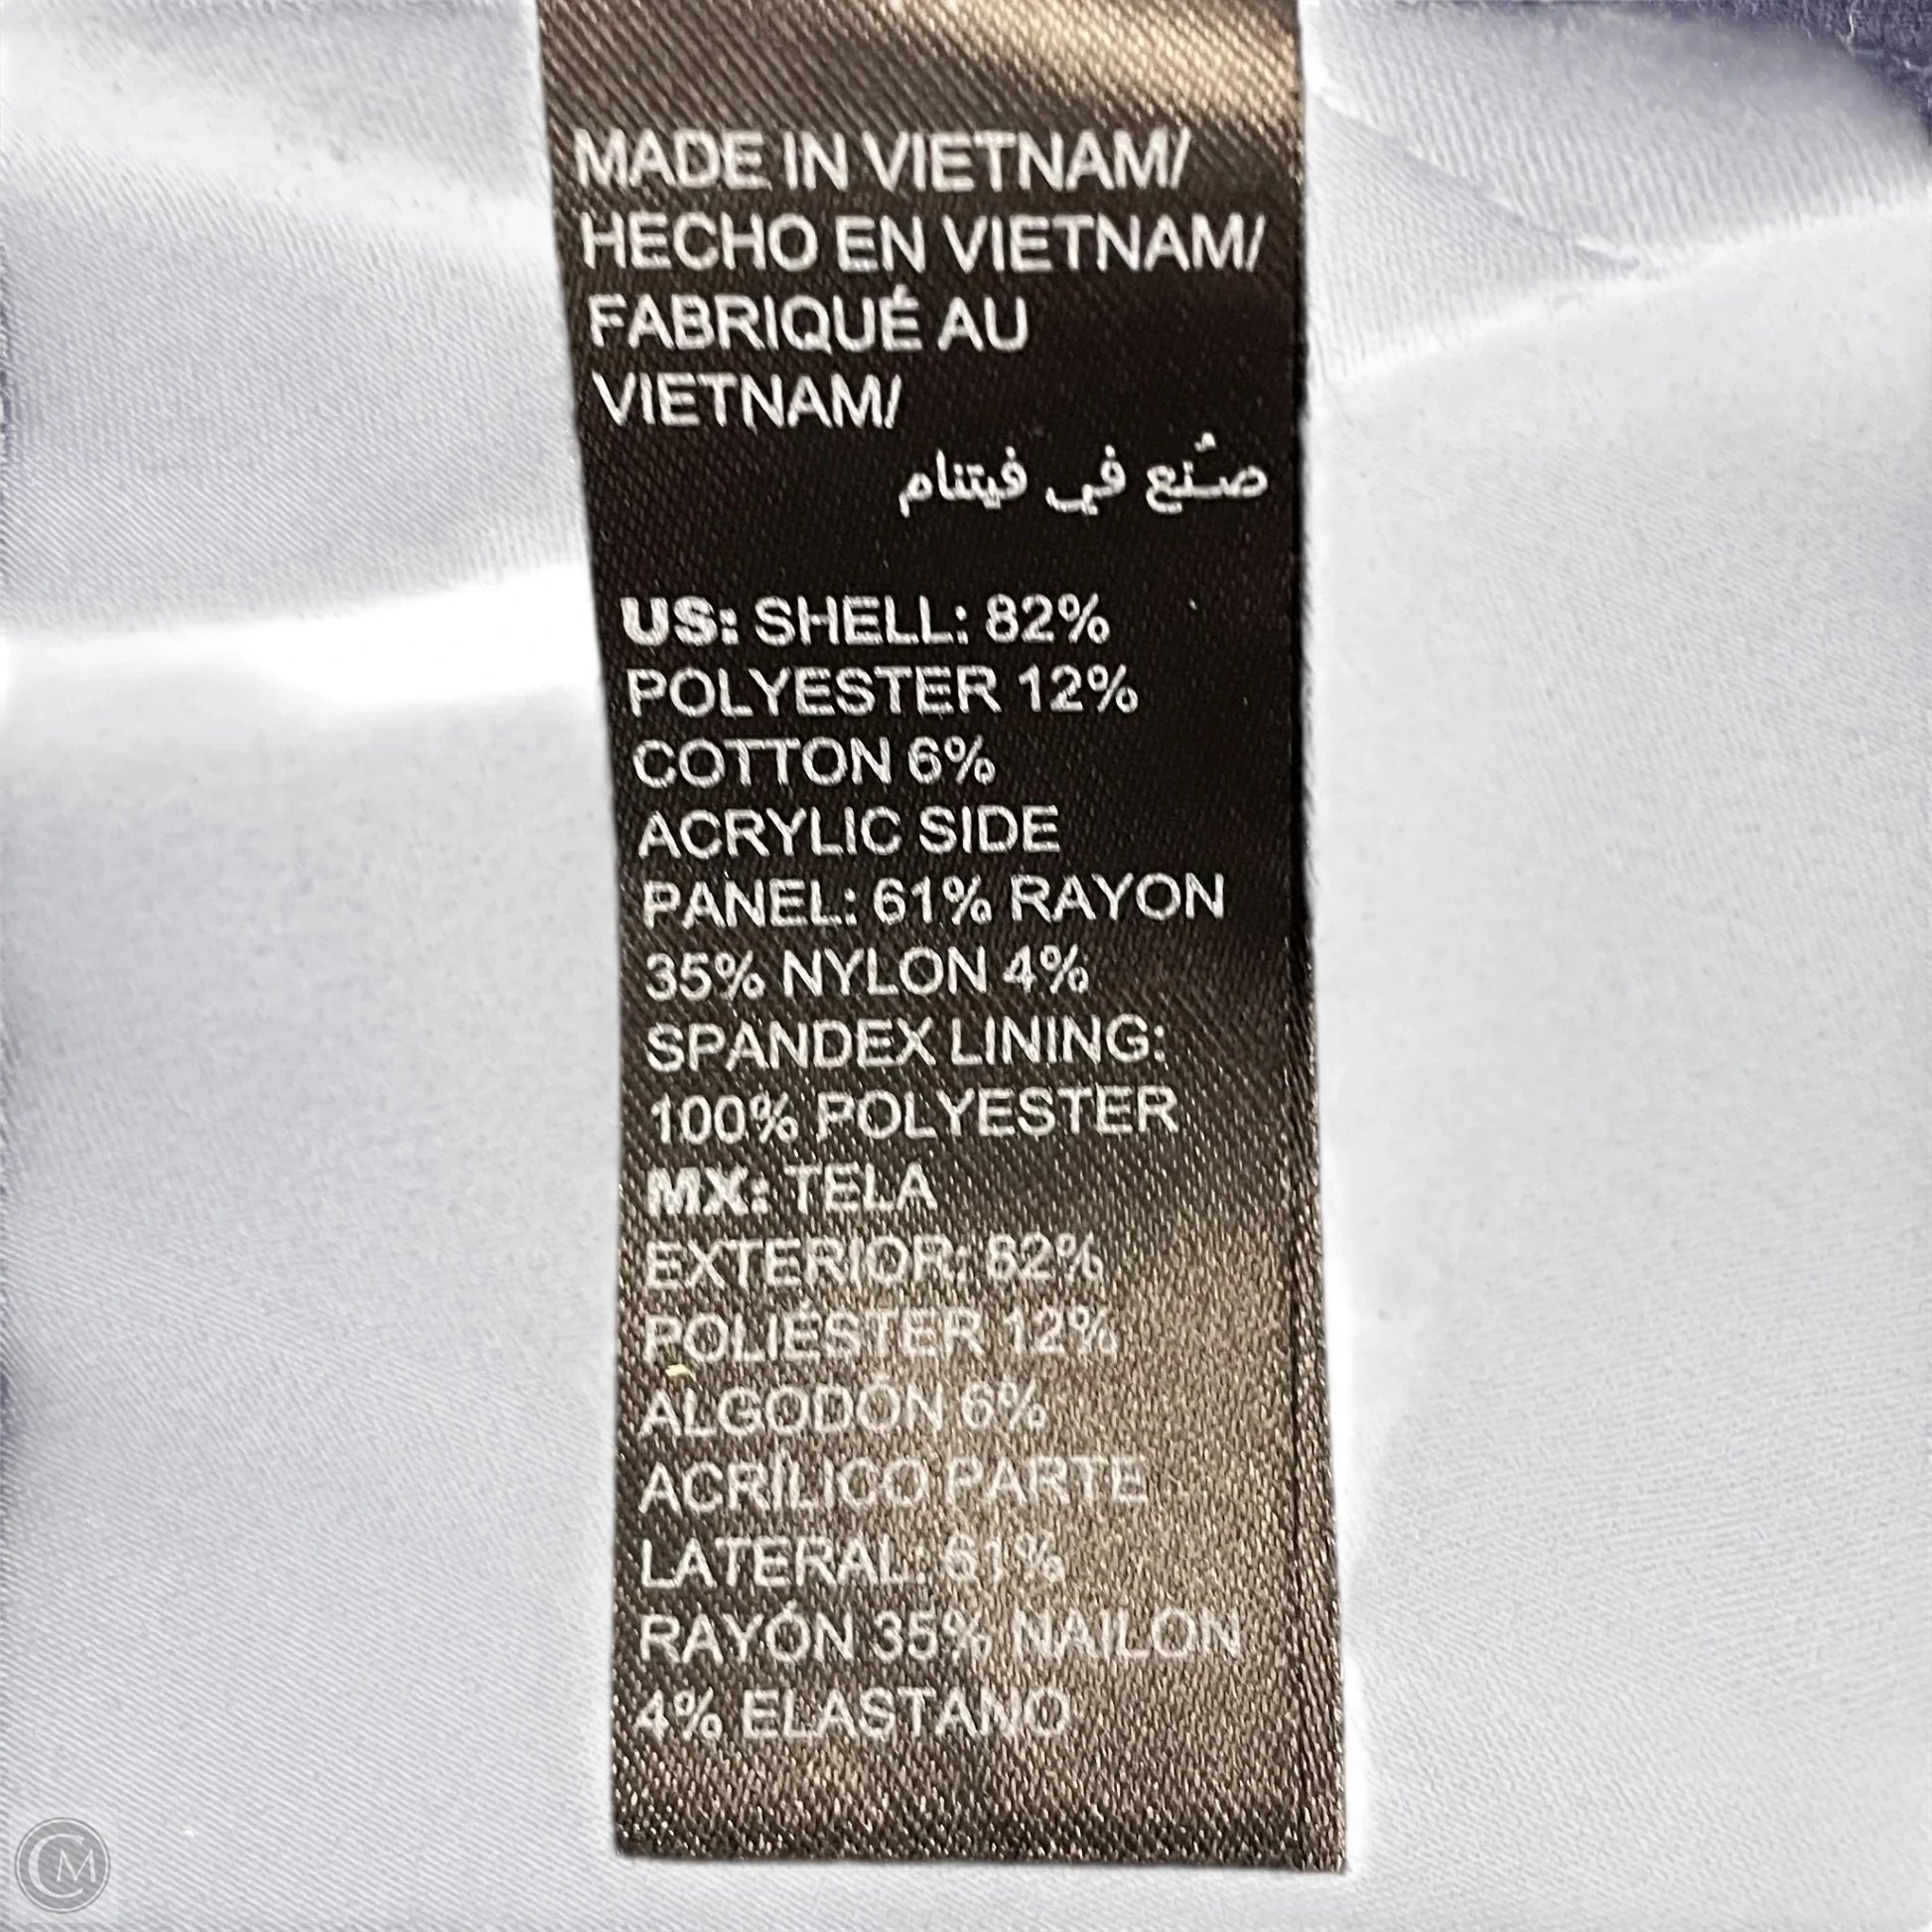 MADE IN VIETNAM/
HECHO EN VIETNAM/
FABRIQUÉ AU
VIETNAM/
صُنع في فيتنام
US: SHELL: 82%
POLYESTER 12%
COTTON 6%
ACRYLIC SIDE
PANEL: 61% RAYON
35% NYLON 4%
SPANDEX LINING:
100% POLYESTER
MX: TELA
EXTERIOR: 82%
POLIÉSTER 12%
ALGODÓN 6%
ACRÍLICO PARTE
LATERAL: 61%
RAYÓN 35% NAILON
4% ELASTANO
CM